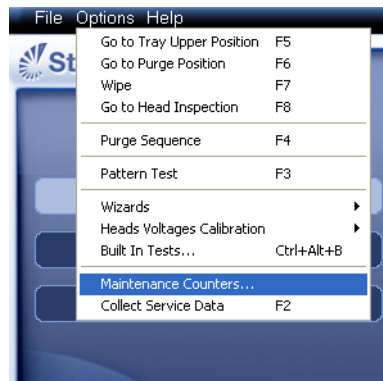 File Options Help
St
Go to Tray Upper Position F5
Go to Purge Position F6
Wipe F7
Go to Head Inspection F8
Purge Sequence F4
Pattern Test F3
Wizards
Heads Voltages Calibration
Built In Tests... Ctrl+Alt+B
Maintenance Counters...
Collect Service Data F2